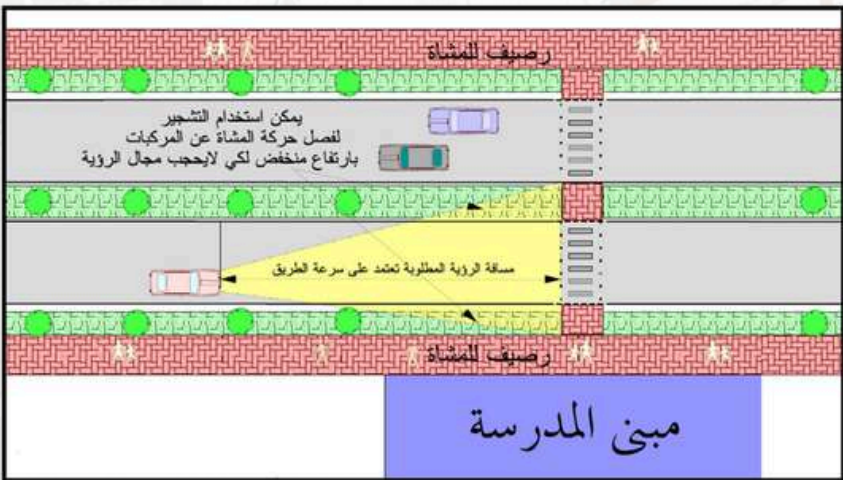 رصيف للمشاة
يمكن استخدام التشجير
لفصل حركة المشاة عن المركبات
بارتفاع منخفض لكي لايحجب مجال الرؤية
مسافة الرؤية المطلوبة تعتمد على سرعة الطريق
رصيف للمشاة
مبنى المدرسة